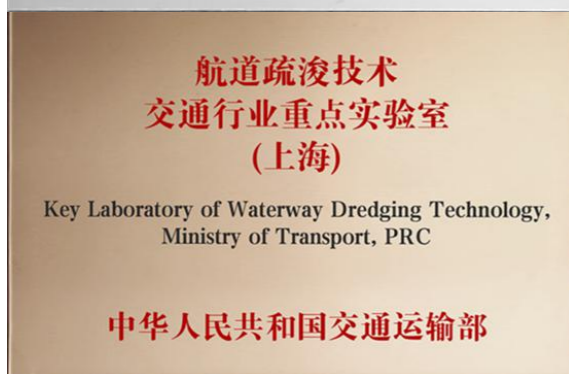 航道疏浚技术
交通行业重点实验室
(上海)
Key Laboratory of Waterway Dredging Technology,
Ministry of Transport, PRC
中华人民共和国交通运输部